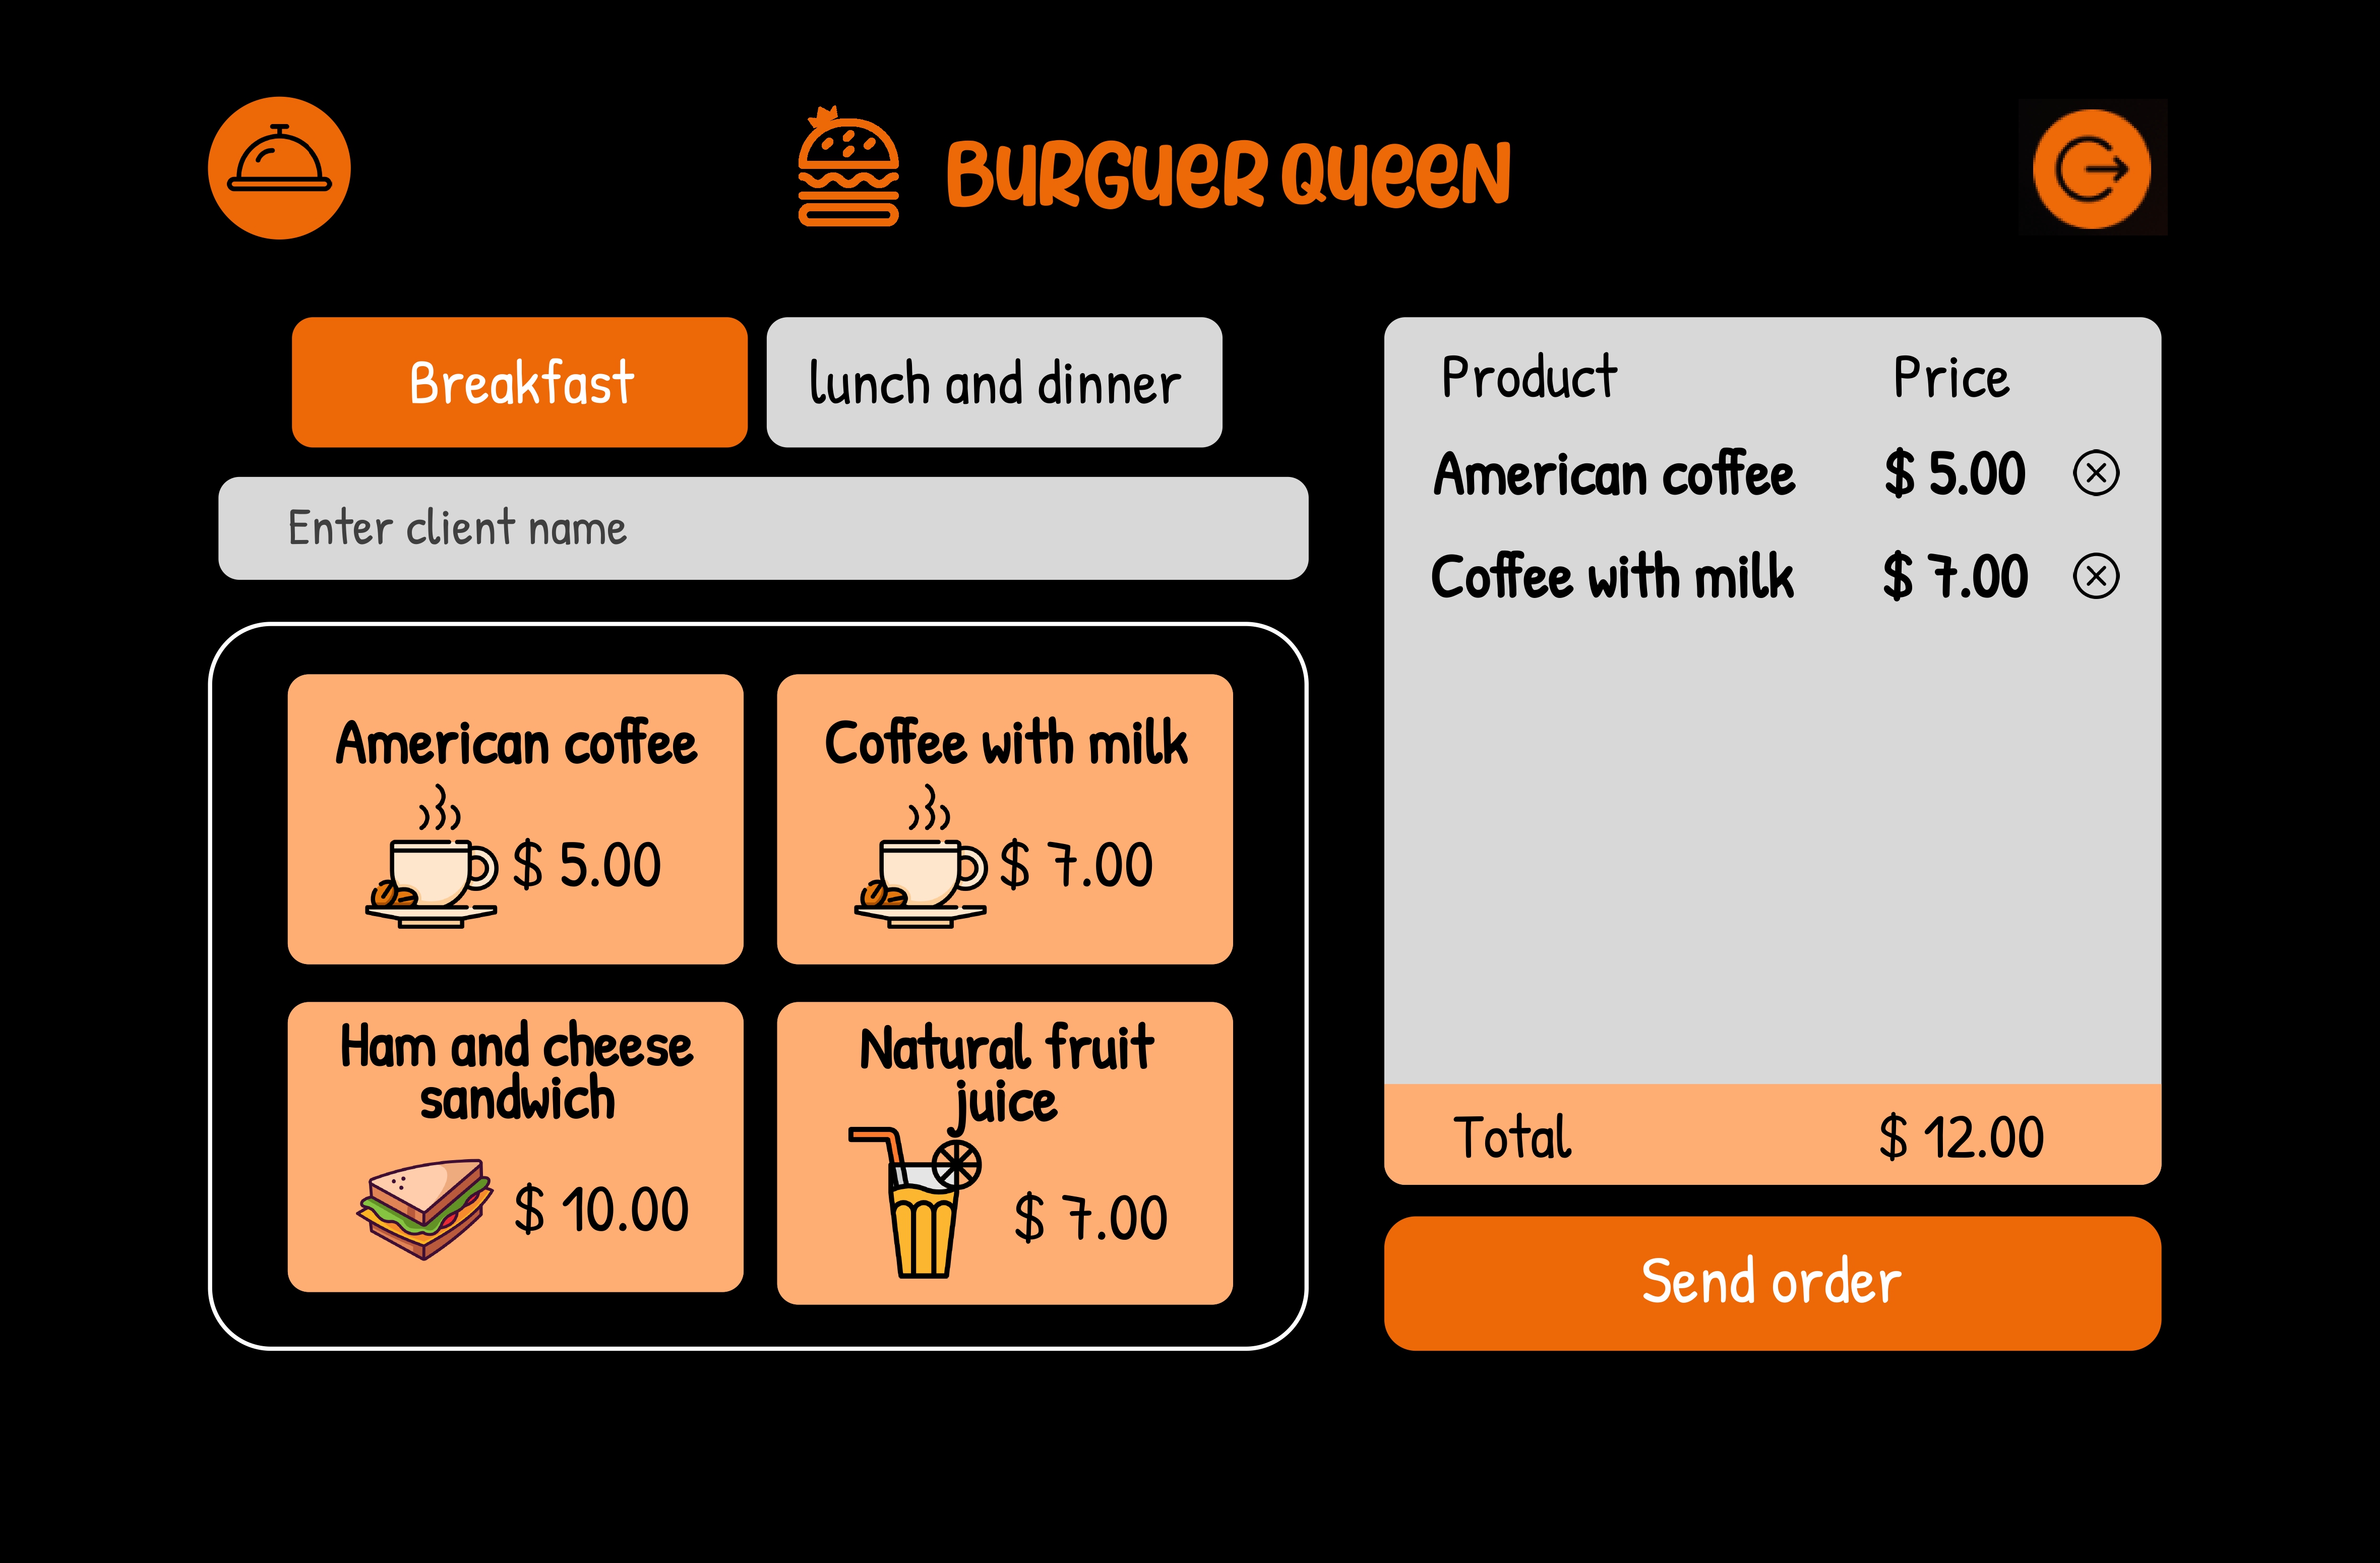 BURGUER QUEEN
Breakfast
lunch and dinner
Enter client name
American coffee
$ 5.00
Coffee with milk
$ 7.00
Ham and cheese
sandwich
$ 10.00
Natural fruit
juice
$ 7.00
Product Price
American coffee $ 5.00
Coffee with milk $ 7.00
Total $ 12.00
Send order